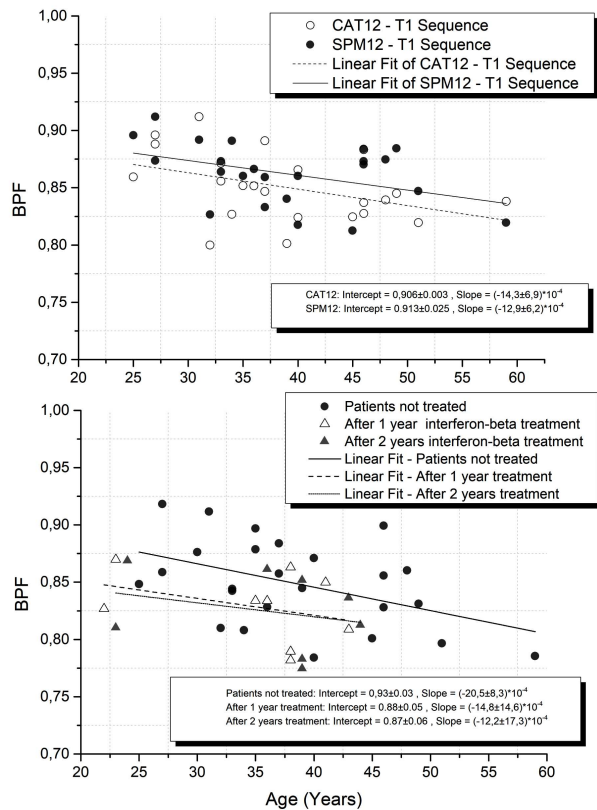 1,00
0,95
0,90
0,85
0,80
0,75
0,70
BPF
CAT12 - T1 Sequence
SPM12 - T1 Sequence
Linear Fit of CAT12 - T1 Sequence
Linear Fit of SPM12 - T1 Sequence
CAT12: Intercept = 0,906±0.003 , Slope = (-14,3±6,9)*10-4
SPM12: Intercept = 0.913±0.025 , Slope = (-12,9±6,2)*10-4
20 25 30 35 40 45 50 55 60
1,00
0,95
0,90
0,85
0,80
0,75
0,70
BPF
Patients not treated
After 1 year interferon-beta treatment
After 2 years interferon-beta treatment
Linear Fit - Patients not treated
Linear Fit - After 1 year treatment
Linear Fit - After 2 years treatment
Patients not treated: Intercept = 0,93±0.03 , Slope = (-20,5±8,3)*10-4
After 1 year treatment: Intercept = 0.88±0.05 , Slope = (-14,8±14,6)*10-4
After 2 years treatment: Intercept = 0.87±0.06 , Slope = (-12,2±17,3)*10-4
20 25 30 35 40 45 50 55 60
Age (Years)